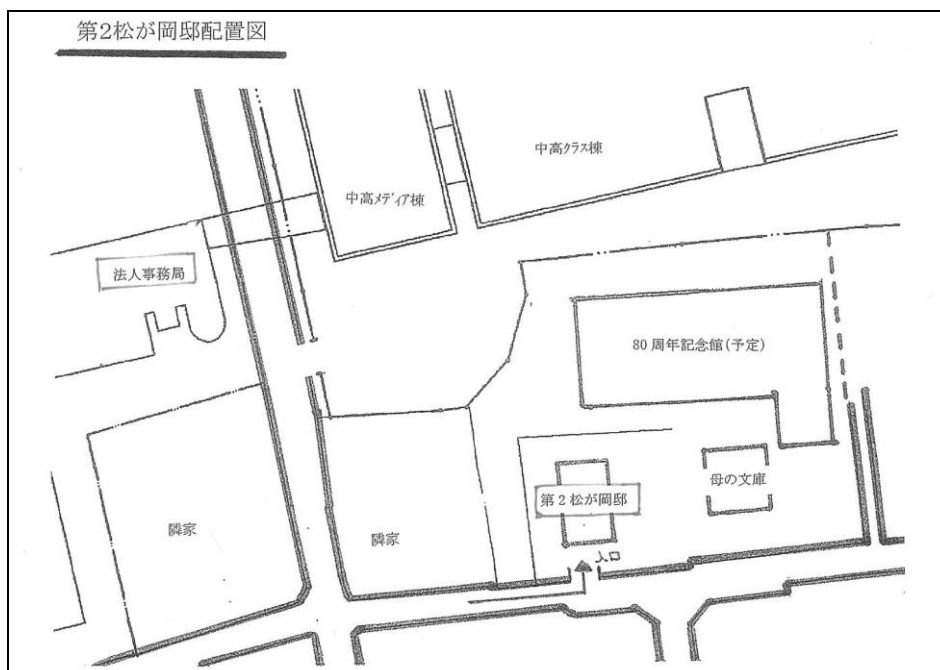 第2松が岡邸配置図
中高クラス棟
中高メディア棟
法人事務局
80周年記念館(予定)
母の文庫
第2松が岡邸
隣家
隣家
入口